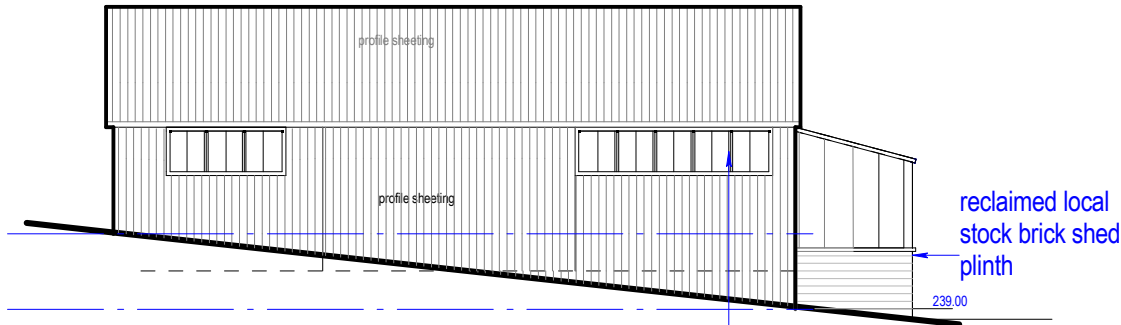 profile sheeting
profile sheeting
reclaimed local
stock brick shed
plinth
239.00